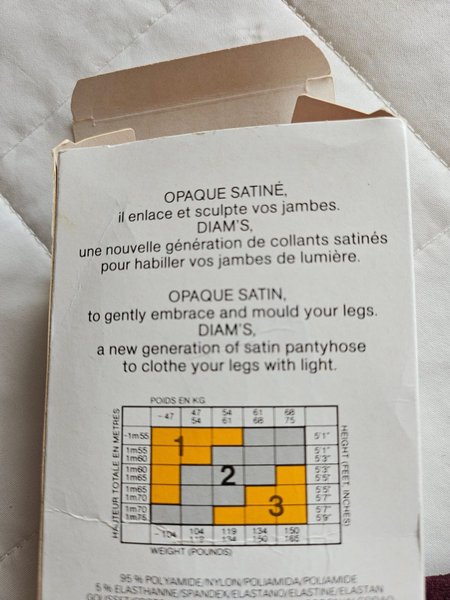 OPAQUE SATINÉ,
il enlace et sculpte vos jambes.
DIAM'S,
une nouvelle génération de collants satinés
pour habiller vos jambes de lumière.
OPAQUE SATIN,
to gently embrace and mould your legs.
DIAM'S,
a new generation of satin pantyhose
to clothe your legs with light.
POIDS EN KG
- 47 47 54 61 68
54 61 68 75
HAUTEUR TOTALE EN METRES
HEIGHT (FEET, INCHES)
-1m55 1 5'1"
1m55 5'1"
1m60 5'3"
1m60 2 5'3"
1m65 5'5"
1m65 5'5"
1m70 3 5'7"
1m70 5'7"
1m75 5'9"
- 104 104 119 134 150
119 134 150 165
WEIGHT (POUNDS)
95 % POLYAMIDE/NYLON/POLIAMIDA/POLIAMIDE
5 % ELASTHANNE/SPANDEX/ELASTANO/ELASTINE/ELASTAN